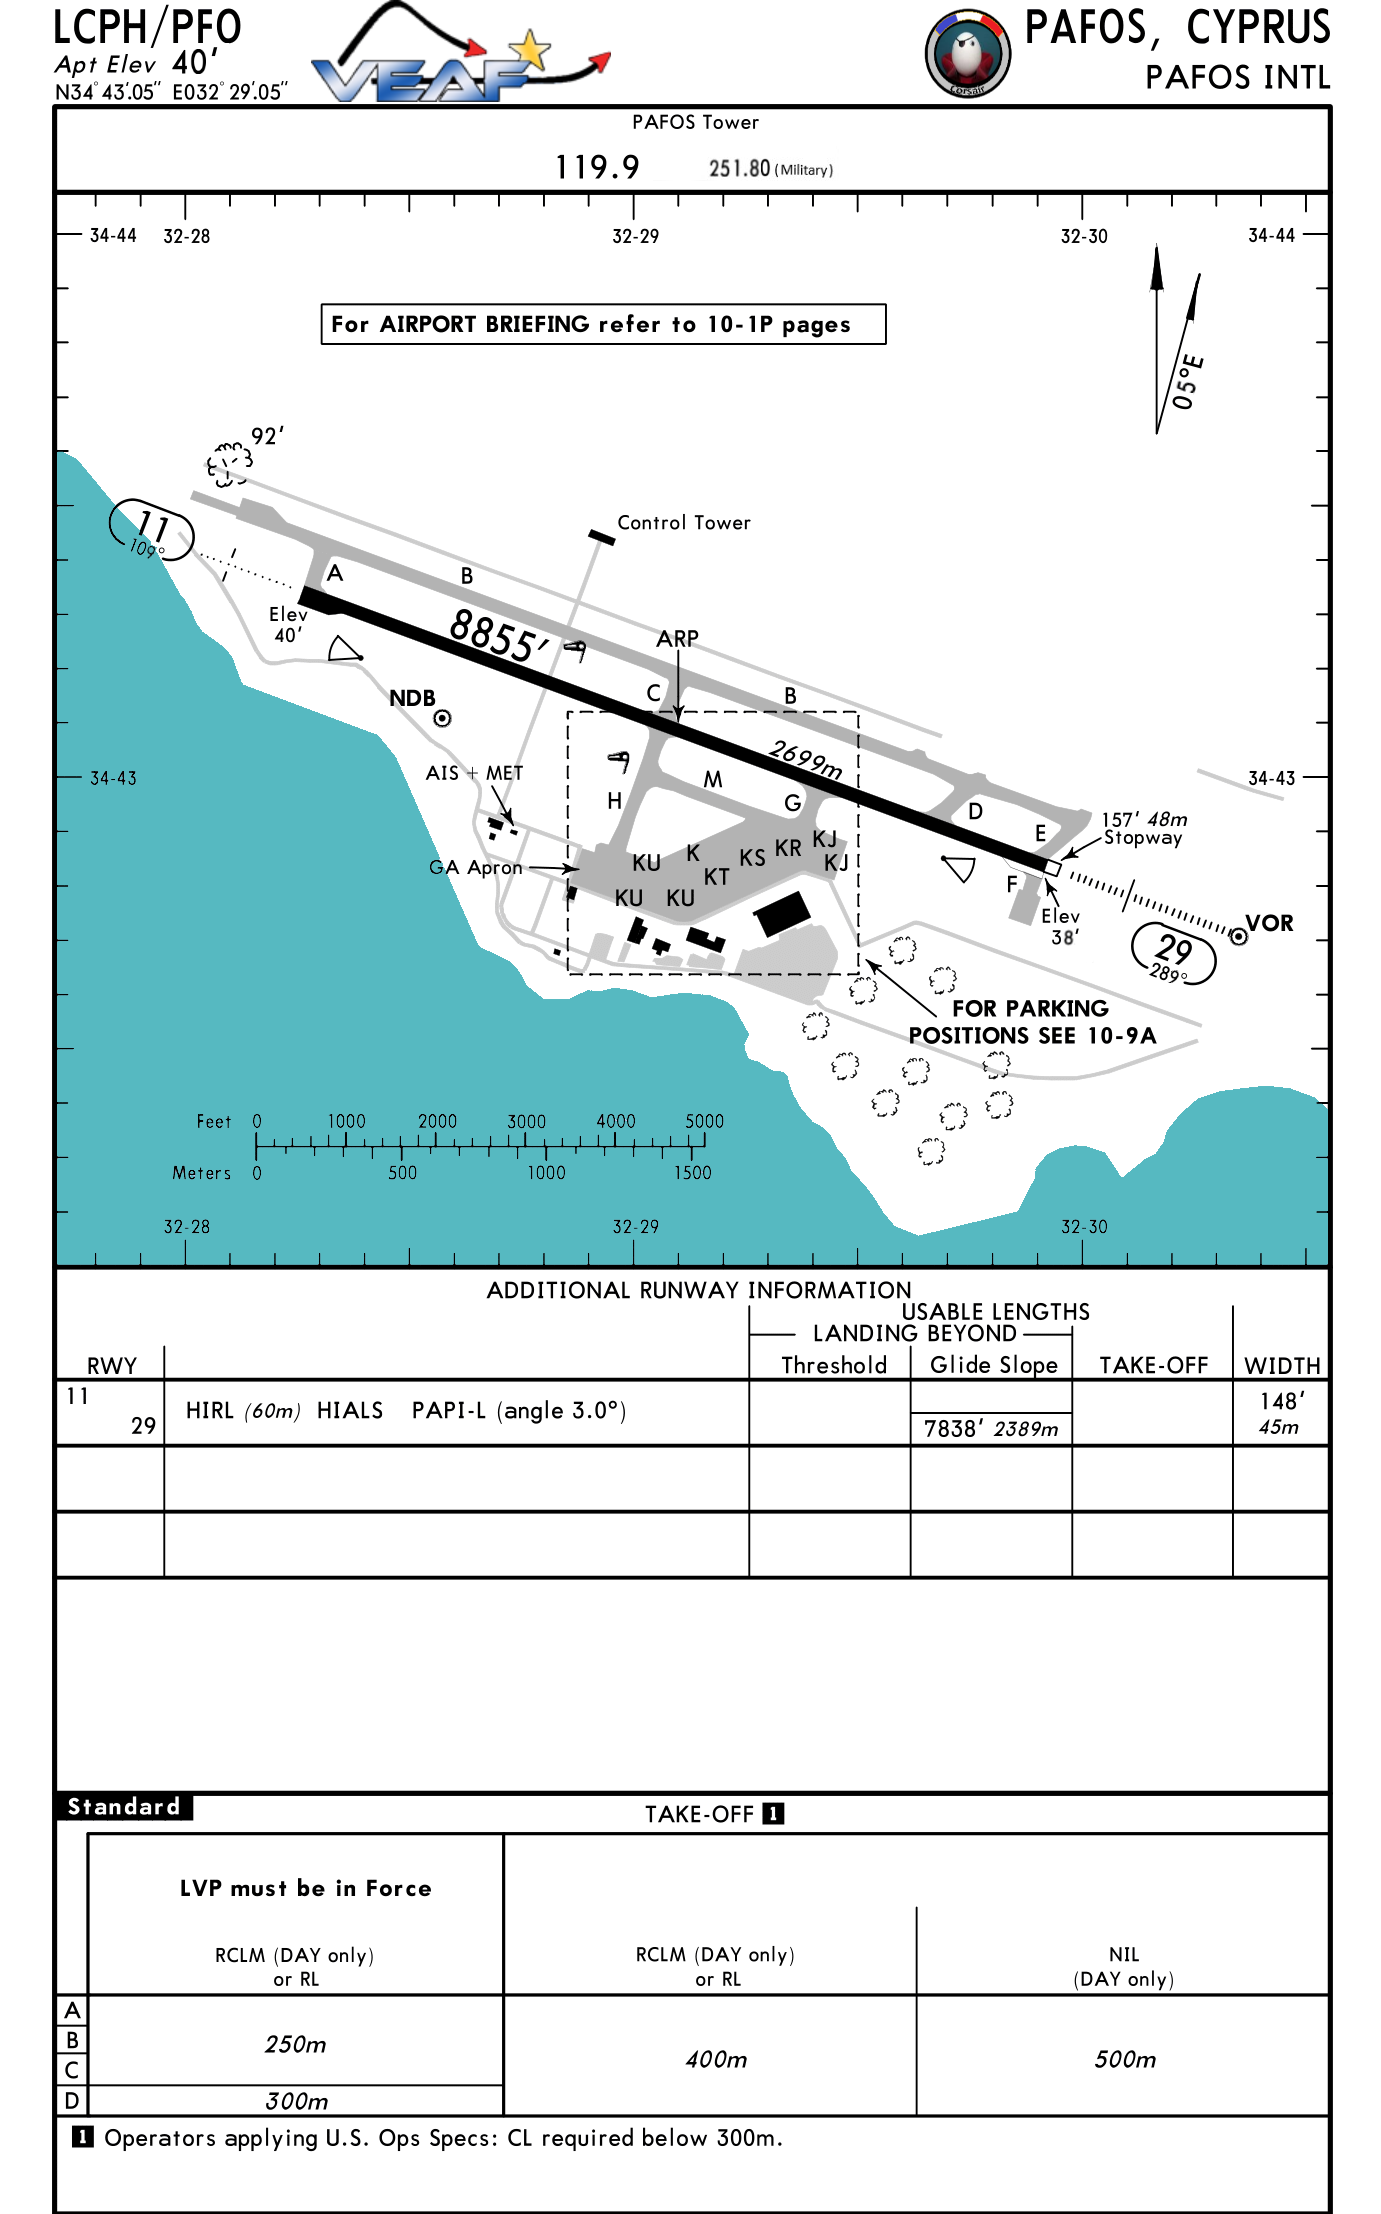 LCPH/PFO
Apt Elev 40'
N34°43'.05" E032°29'.05"
VEAF
Corsair
PAFOS, CYPRUS
PAFOS INTL
PAFOS Tower
119.9 251.80 (Military)
34-44 32-28 32-29 32-30 34-44
For AIRPORT BRIEFING refer to 10-1P pages
05°E
92'
11
109°
Control Tower
A
B
Elev
40'
8855'
ARP
NDB
C
B
2699m
34-43
AIS + MET
M
34-43
H
G
D
E
157' 48m
Stopway
GA Apron
KU
K
KS
KR
KJ
KJ
KT
KU
KU
F
Elev
38'
VOR
29
289°
FOR PARKING
POSITIONS SEE 10-9A
Feet 0 1000 2000 3000 4000 5000
Meters 0 500 1000 1500
32-28 32-29 32-30
ADDITIONAL RUNWAY INFORMATION
USABLE LENGTHS
LANDING BEYOND
RWY Threshold Glide Slope TAKE-OFF WIDTH
11
29
HIRL (60m) HIALS PAPI-L (angle 3.0°)
7838' 2389m
148'
45m
Standard
TAKE-OFF 1
LVP must be in Force
RCLM (DAY only)
or RL
RCLM (DAY only)
or RL
NIL
(DAY only)
A
B
C
D
250m
300m
400m
500m
1 Operators applying U.S. Ops Specs: CL required below 300m.